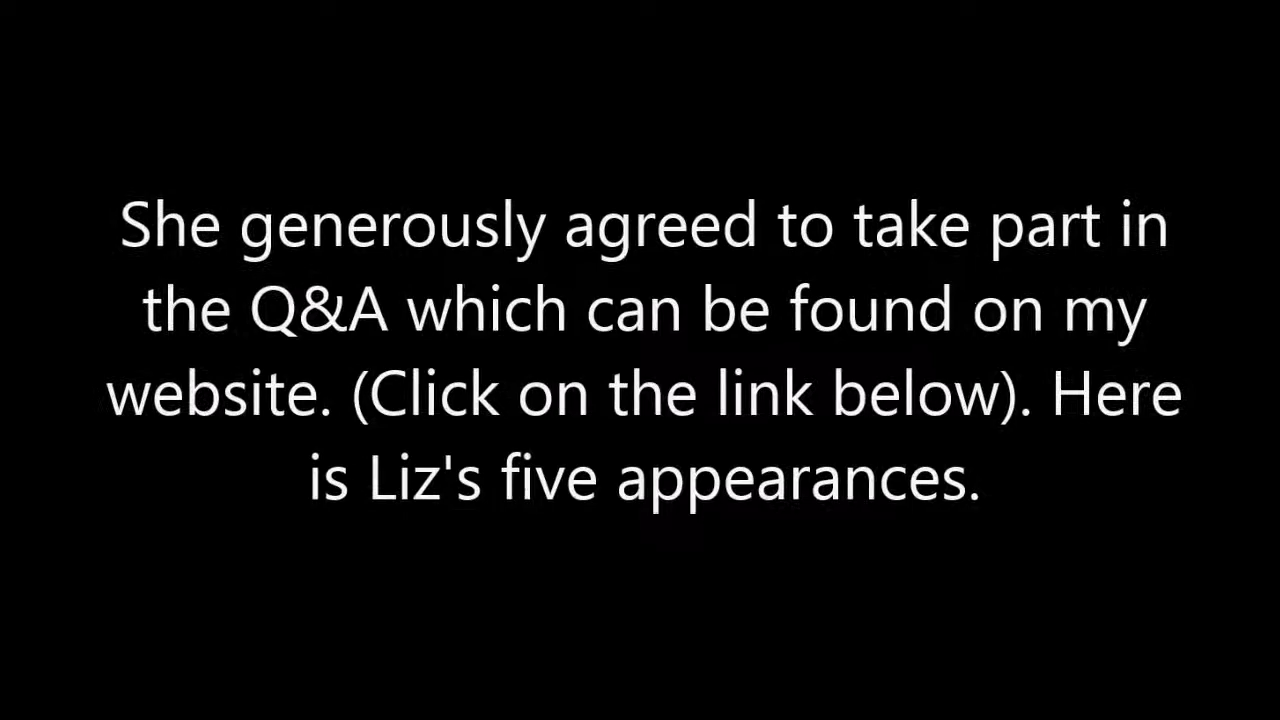 She generously agreed to take part in
the Q&A which can be found on my
website. (Click on the link below). Here
is Liz's five appearances.